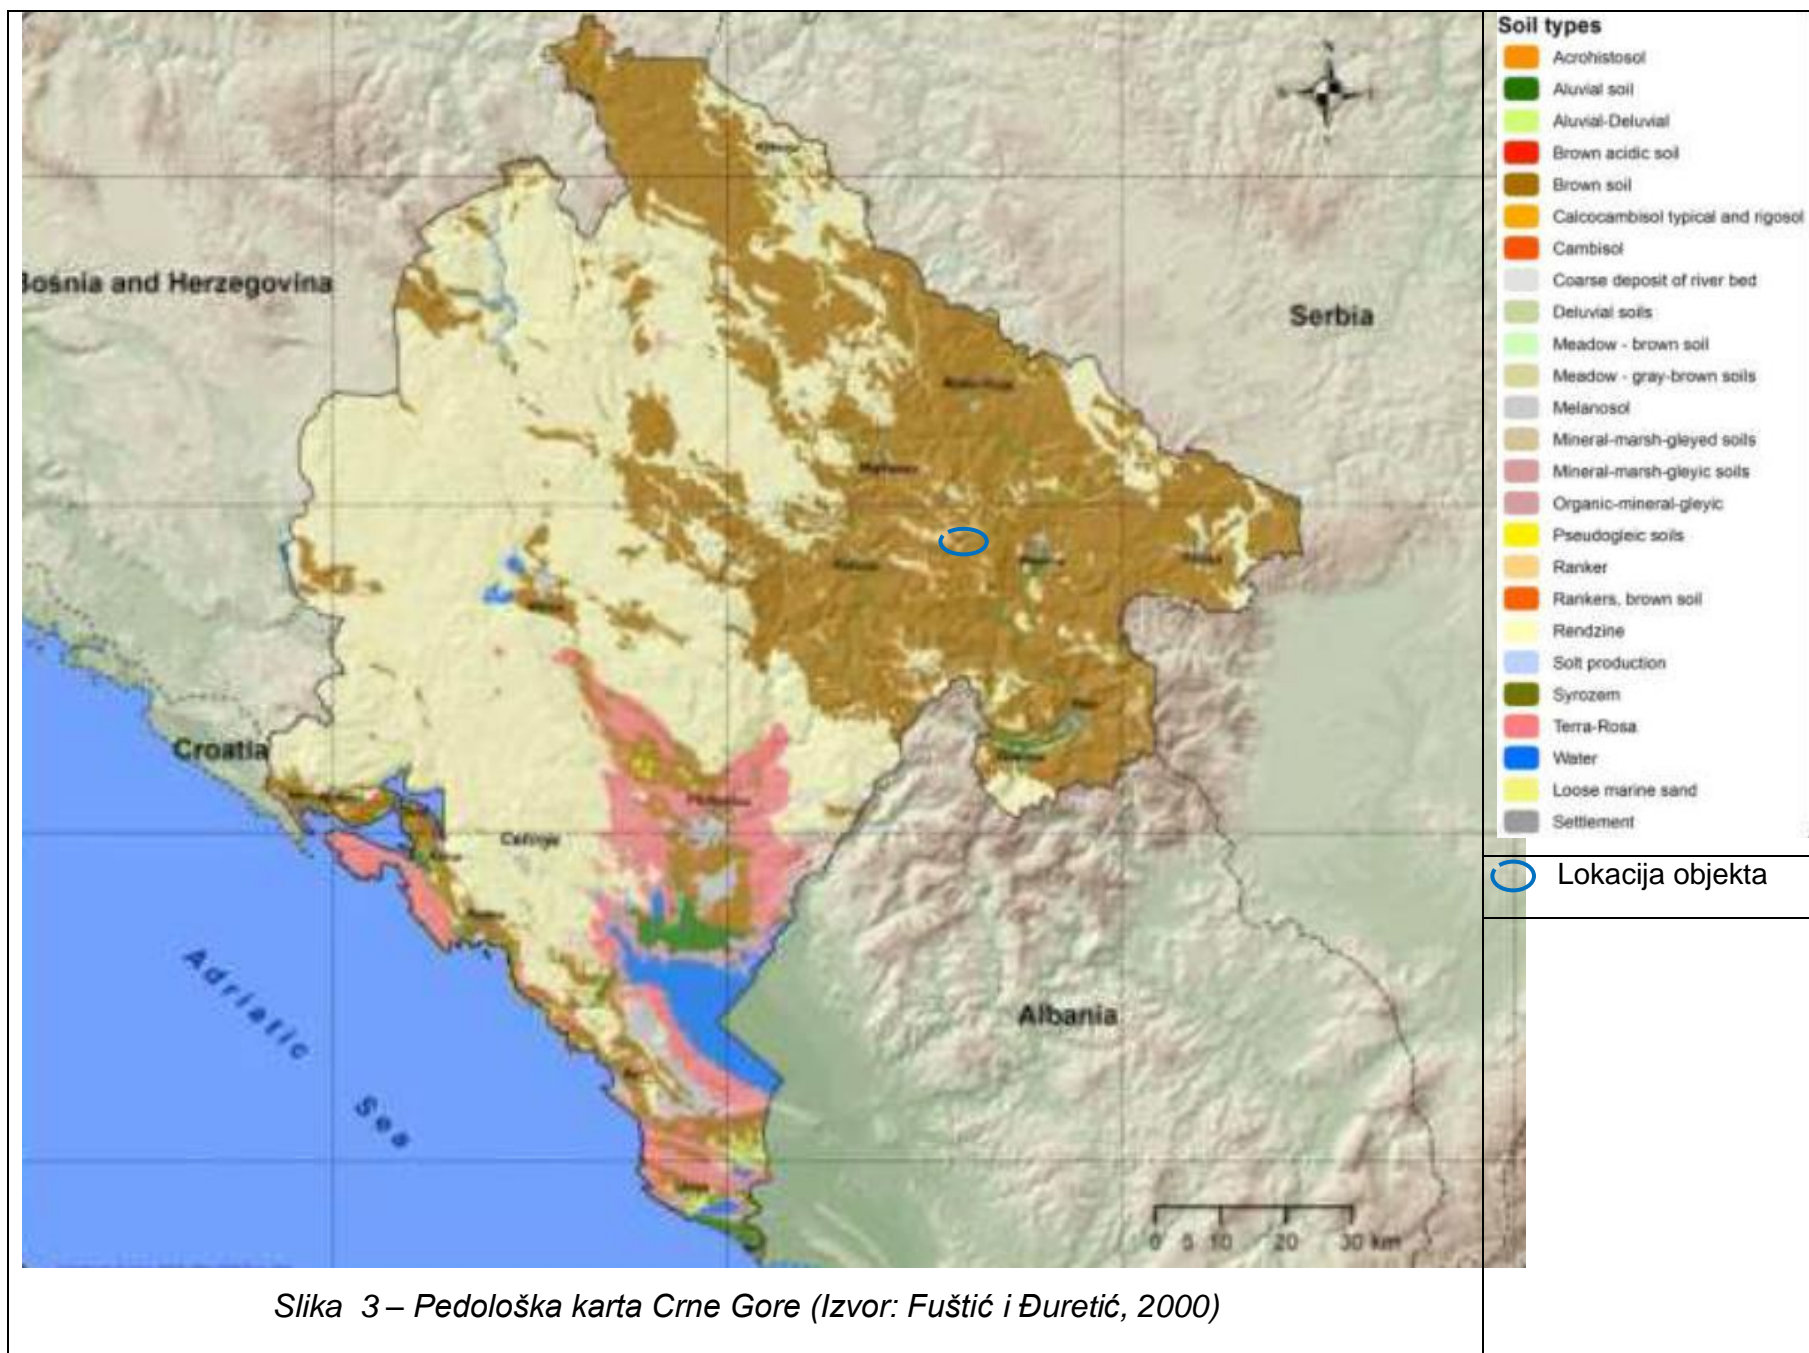 Bosnia and Herzegovina
Serbia
Croatia
Cetinje
Adriatic
Sea
Albania
0 5 10 20 30 km
Soil types
Acrohistosol
Aluvial soil
Aluvial-Deluvial
Brown acidic soil
Brown soil
Calcocambisol typical and rigosol
Cambisol
Coarse deposit of river bed
Deluvial soils
Meadow - brown soil
Meadow - gray-brown soils
Melanosol
Mineral-marsh-gleyed soils
Mineral-marsh-gleyic soils
Organic-mineral-gleyic
Pseudogleic soils
Ranker
Rankers, brown soil
Rendzine
Solt production
Syrozem
Terra-Rosa
Water
Loose marine sand
Settlement
Lokacija objekta
Slika 3 – Pedološka karta Crne Gore (Izvor: Fuštić i Đuretić, 2000)